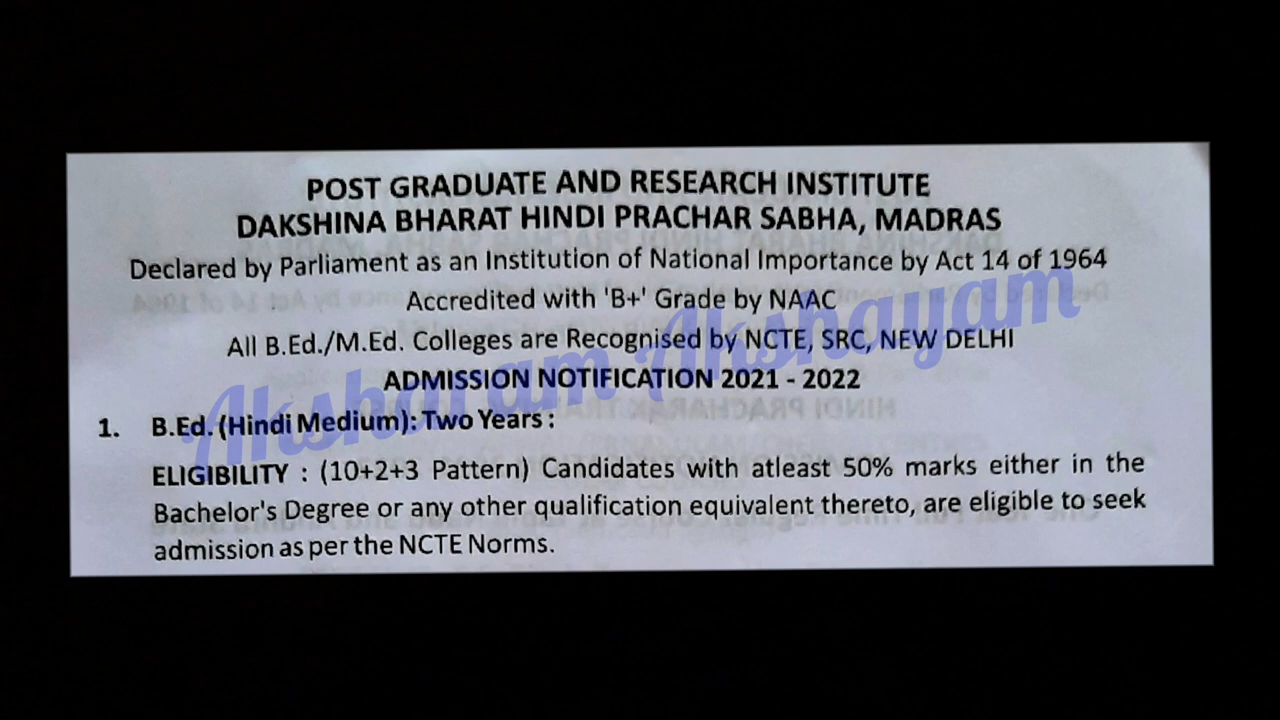 POST GRADUATE AND RESEARCH INSTITUTE
DAKSHINA BHARAT HINDI PRACHAR SABHA, MADRAS
Declared by Parliament as an Institution of National Importance by Act 14 of 1964
Accredited with 'B+' Grade by NAAC
All B.Ed./M.Ed. Colleges are Recognised by NCTE, SRC, NEW DELHI
ADMISSION NOTIFICATION 2021 - 2022
1. B.Ed. (Hindi Medium): Two Years :
ELIGIBILITY : (10+2+3 Pattern) Candidates with atleast 50% marks either in the
Bachelor's Degree or any other qualification equivalent thereto, are eligible to seek
admission as per the NCTE Norms.
Aksharam Akshayam